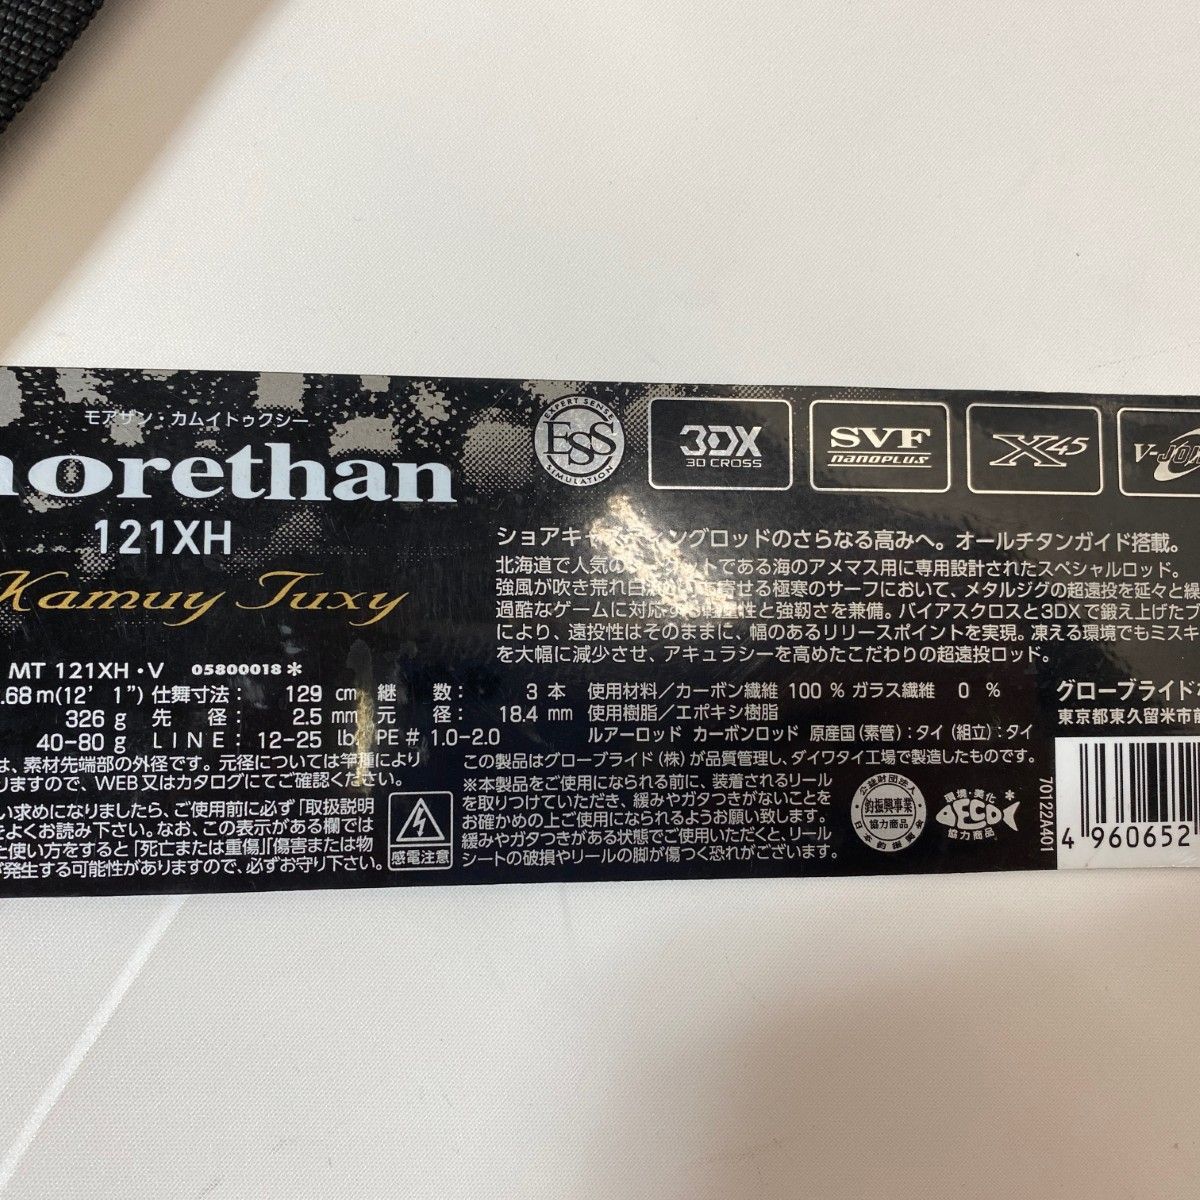 モアザン・カムイトゥクシー
morethan
121XH
Kamuy Tuxy
EXPERT SENSE
ESS
SIMULATION
3DX
3D CROSS
SVF
nanoplus
X45
ショアキャスティングロッドのさらなる高みへ。オールチタンガイド搭載。
北海道で人気の
ットである海のアメマス用に専用設計されたスペシャルロッド。
強風が吹き荒れ白
寄せる極寒のサーフにおいて、メタルジグの超遠投を延々と繰
過酷なゲームに対応
性と強靭さを兼備。バイアスクロスと3DXで鍛え上げたブ
により、遠投性はそのままに、幅のあるリリースポイントを実現。凍える環境でもミスキ
を大幅に減少させ、アキュラシーを高めたこだわりの超遠投ロッド。
MT 121XH・V 05800018*
.68m(12' 1") 仕舞寸法: 129 cm 継 数: 3 本 使用材料/カーボン繊維 100 % ガラス繊維 0 %
326 g 先 径: 2.5 mm 元 径: 18.4 mm 使用樹脂/エポキシ樹脂
40-80 g LINE: 12-25 lb PE# 1.0-2.0 ルアーロッド カーボンロッド 原産国(素管):タイ(組立):タイ
は、素材先端部の外径です。元径については竿種により
りますので、WEB又はカタログにてご確認ください。
い求めになりましたら、ご使用前に必ず「取扱説明
をよくお読み下さい。なお、この表示がある欄では
と使い方をすると「死亡または重傷」「傷害または物
が発生する可能性がありますので、必ずお守り下さい。
感電注意
この製品はグローブライド(株)が品質管理し、ダイワタイ工場で製造したものです。
※本製品をご使用になられる前に、装着されるリール
を取りつけていただき、緩みやガタつきがないことを
お確かめの上ご使用になられるようお願い致します。
緩みやガタつきがある状態でご使用いただくと、リール
シートの破損やリールの脚が傷つく恐れがございます。
公益財団法人
釣振興事業
協力商品
環境・美化
ECO
協力商品
グローブライド
東京都東久留米市前
70122A401
4 960652